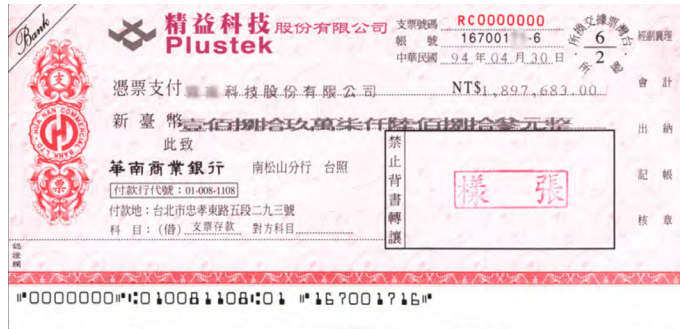 Bank
精益科技股份有限公司
Plustek
支票號碼 RC0000000
帳 號 167001 -6
中華民國 94 年 04 月 30 日
6
2
憑票支付 科技股份有限公司 NT$1,897,683.00
新臺幣壹佰捌拾玖萬柒仟陸佰捌拾參元整
此致
華南商業銀行 南松山分行 台照
付款行代號：01-008-1108
付款地：台北市忠孝東路五段二九三號
科 目：(借) 支票存款 對方科目
禁止背書轉讓
樣 張
經副襄理
會 計
出 納
記 帳
核 章
HUA NAN COMMERCIAL BANK LTD.
支
票
⑈0000000⑈⑆010081108⑆01 ⑈167001716⑈